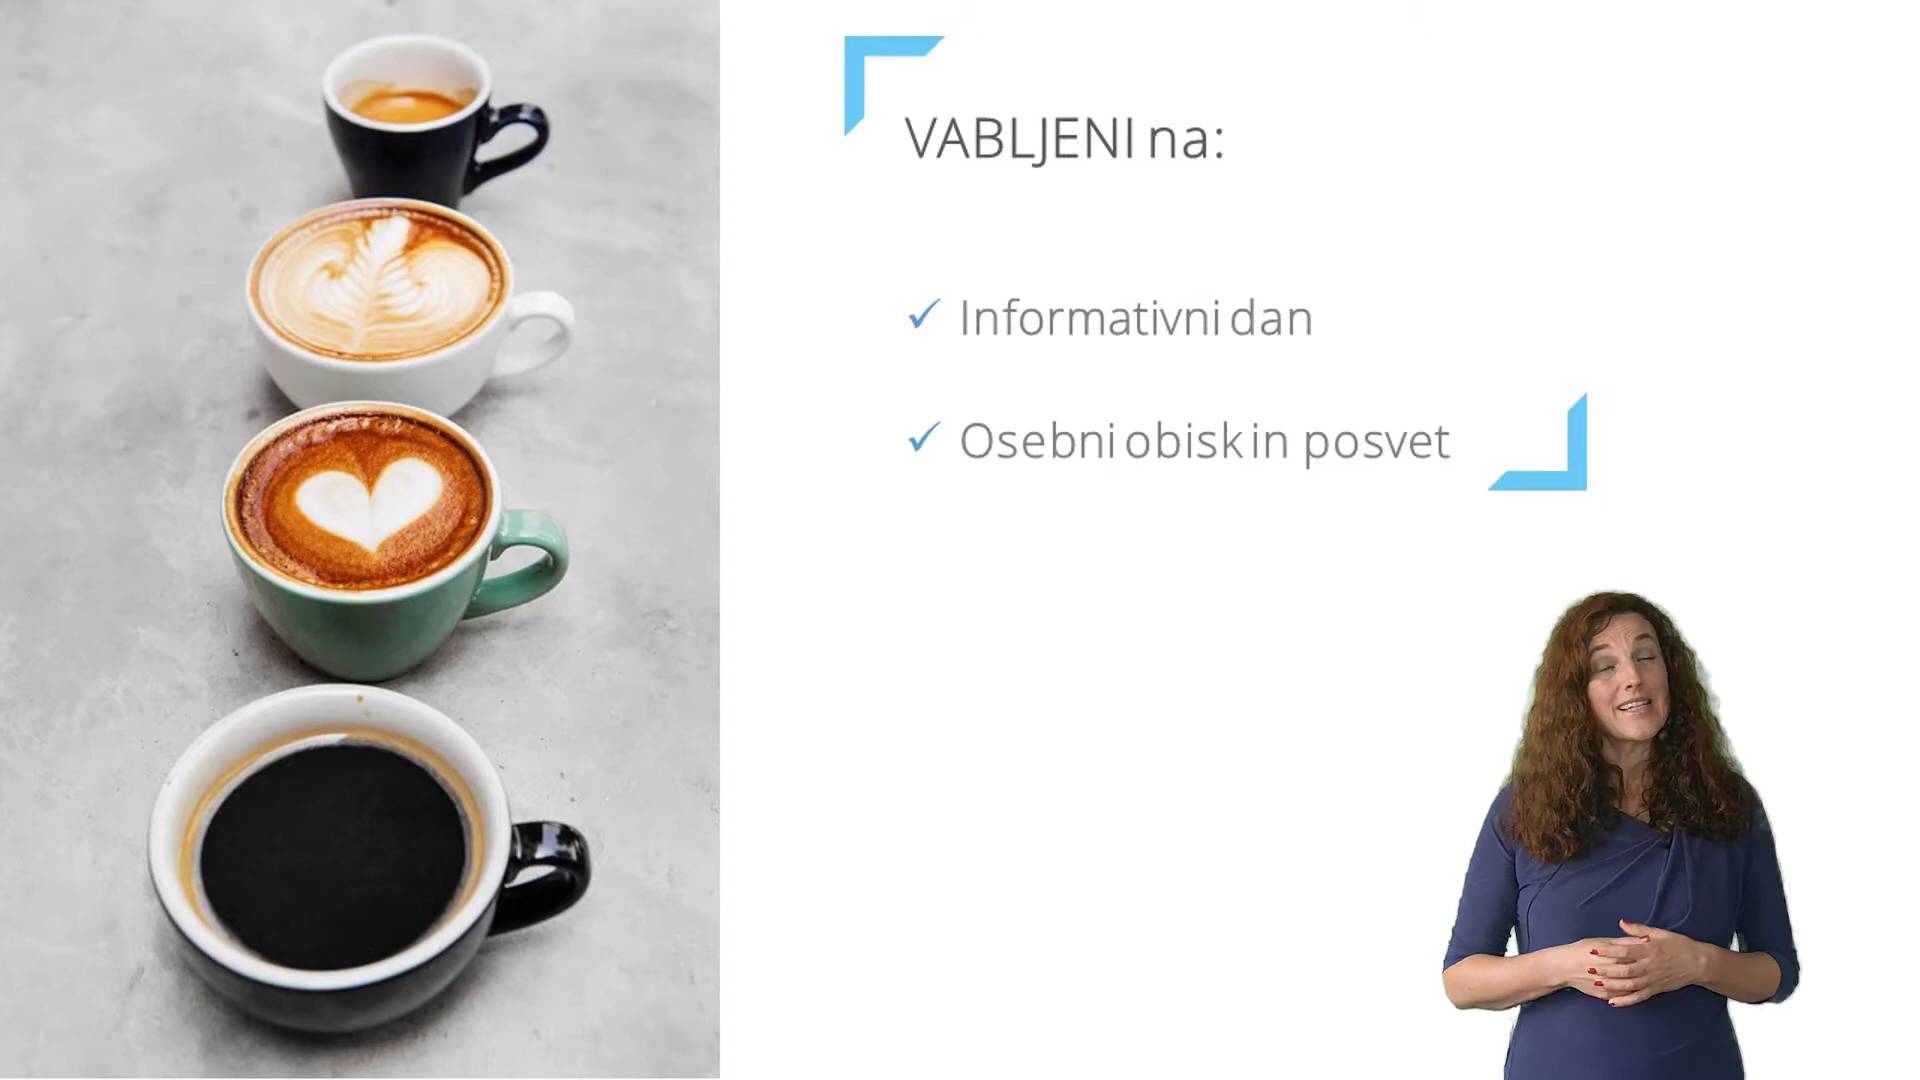 VABLJENI na:
Informativni dan
Osebni obisk in posvet